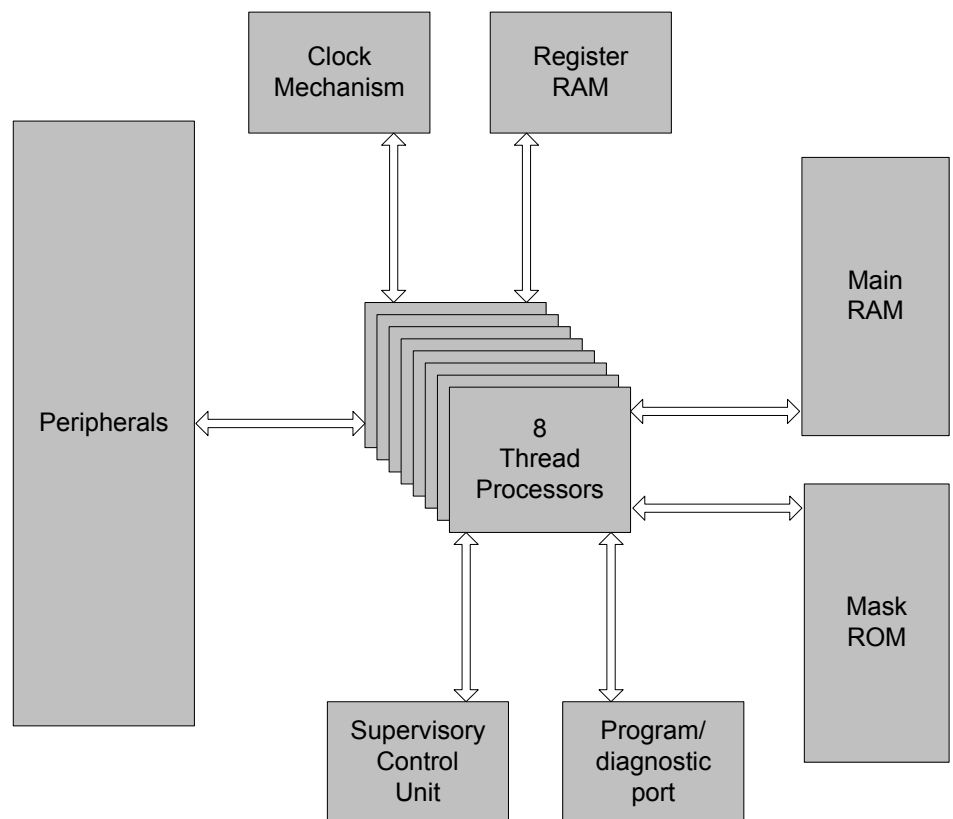 Clock
Mechanism
Register
RAM
Peripherals
Main
RAM
8
Thread
Processors
Mask
ROM
Supervisory
Control
Unit
Program/
diagnostic
port